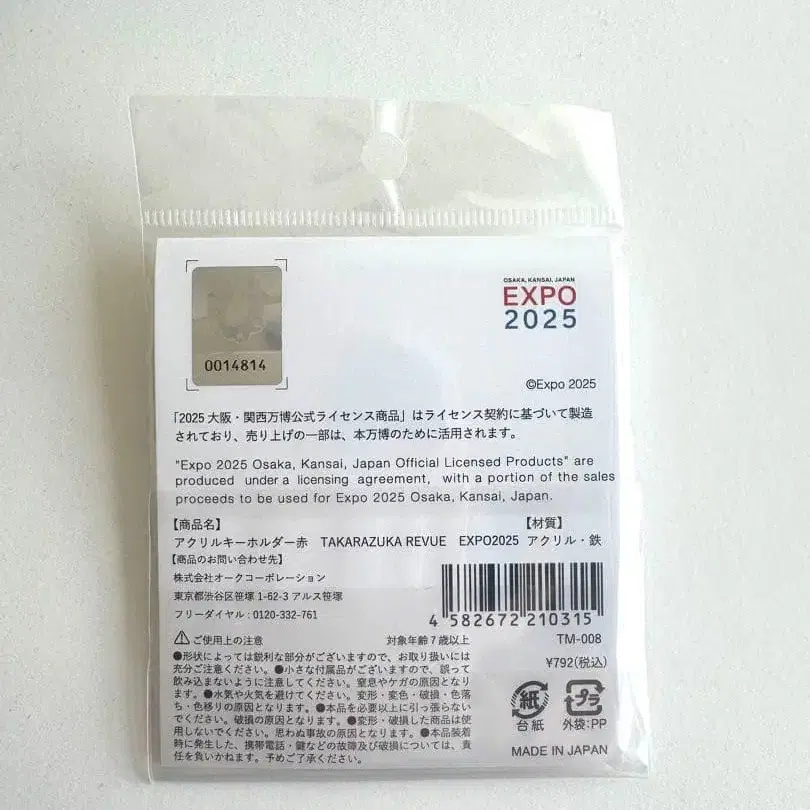 0014814
OSAKA, KANSAI, JAPAN
EXPO
2025
©Expo 2025
「2025 大阪・関西万博公式ライセンス商品」はライセンス契約に基づいて製造
されており、売り上げの一部は、本万博のために活用されます。
"Expo 2025 Osaka, Kansai, Japan Official Licensed Products" are
produced under a licensing agreement, with a portion of the sales
proceeds to be used for Expo 2025 Osaka, Kansai, Japan.
【商品名】 【材質】
アクリルキーホルダー赤 TAKARAZUKA REVUE EXPO2025 アクリル・鉄
【商品のお問い合わせ先】
株式会社オークコーポレーション
東京都渋谷区笹塚 1-62-3 アルス笹塚
フリーダイヤル : 0120-332-761
4 582672 210315
TM-008
¥792(税込)
⚠ ご使用上の注意 対象年齢 7 歳以上
●形状によっては鋭利な部分がございますので、お取り扱いには
充分ご注意ください。●小さな付属品がございますので、誤って
飲み込まないように注意してください。窒息やケガの原因となり
ます。●水気や火気を避けてください。変形・変色・破損・色落
ち・色移りの原因となります。●本品を必要以上に引っ張らない
でください。破損の原因となります。●変形・破損した商品は使
用しないでください。思わぬ事故の原因となります。●本品装着
時に発生した、携帯電話・鍵などの故障及び破損については、責
任を負いかねます。予めご了承ください。
紙 プラ
台紙 外袋:PP
MADE IN JAPAN